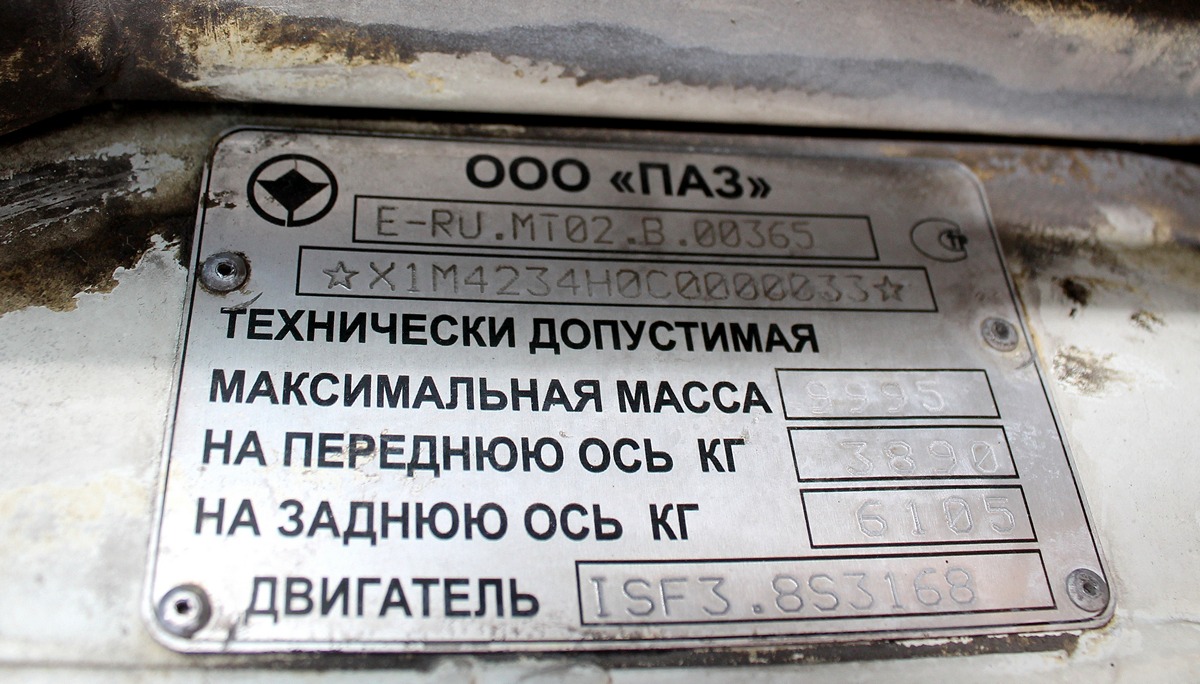 ООО «ПАЗ»
E-RU.MT02.B.00365
☆X1M4234H0C0000033☆
ТЕХНИЧЕСКИ ДОПУСТИМАЯ
МАКСИМАЛЬНАЯ МАССА 9995
НА ПЕРЕДНЮЮ ОСЬ КГ 3890
НА ЗАДНЮЮ ОСЬ КГ 6105
ДВИГАТЕЛЬ ISF3.8S3168